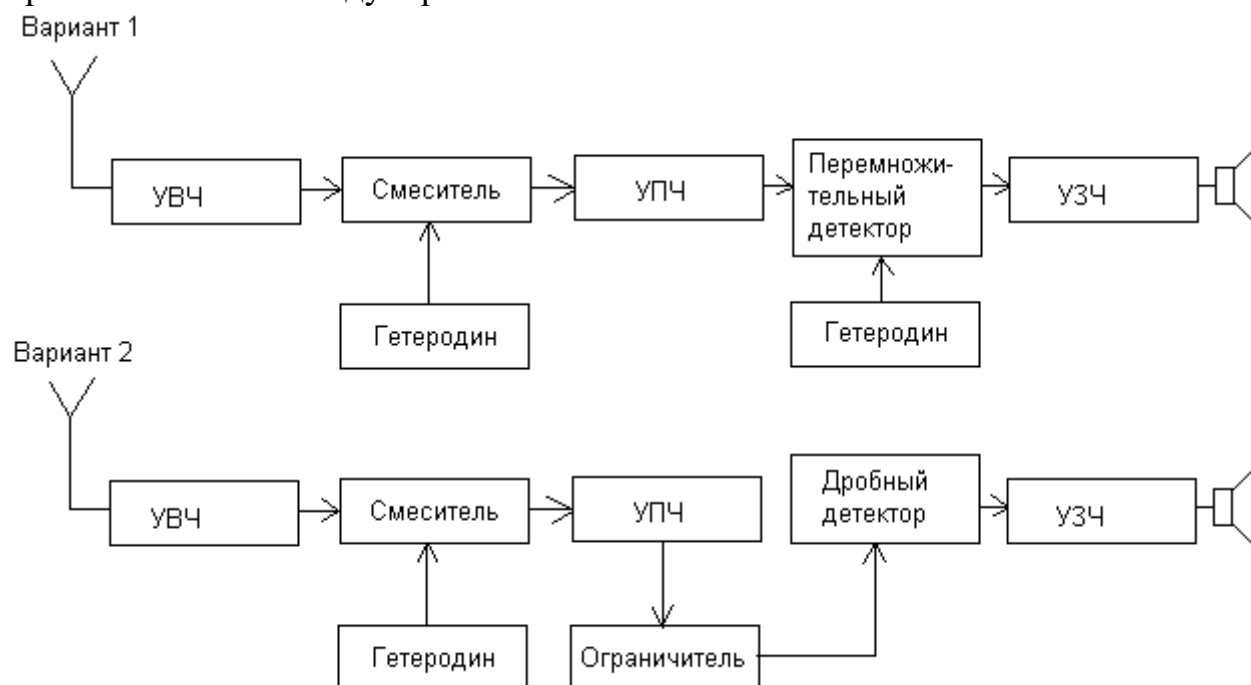 Вариант 1
УВЧ
Смеситель
УПЧ
Перемножи-
тельный
детектор
УЗЧ
Гетеродин
Гетеродин
Вариант 2
УВЧ
Смеситель
УПЧ
Дробный
детектор
УЗЧ
Гетеродин
Ограничитель